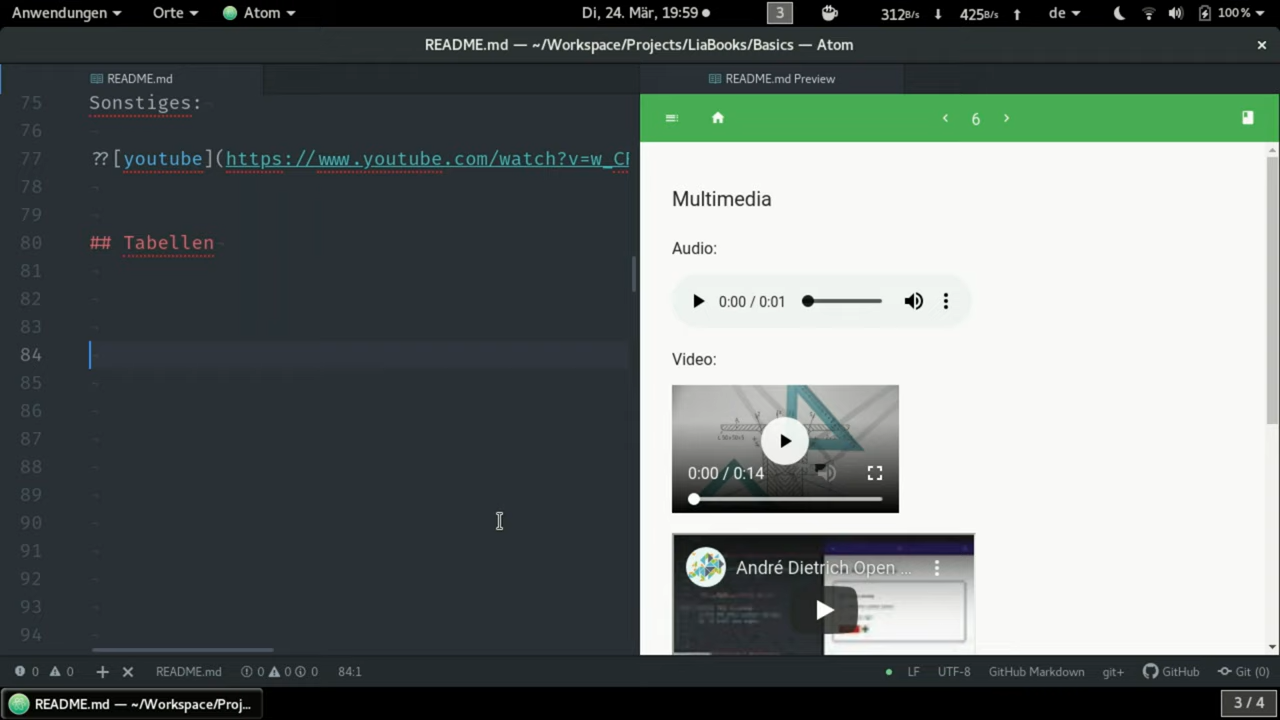 Anwendungen Orte Atom Di, 24. Mär, 19:59 3 312B/s 425B/s de 100%
README.md — ~/Workspace/Projects/LiaBooks/Basics — Atom
README.md README.md Preview
75 Sonstiges:
76
77 ??[youtube](https://www.youtube.com/watch?v=w_
78
79
80 ## Tabellen
81
82
83
84
85
86
87
88
89
90
91
92
93
94
6
Multimedia
Audio:
0:00 / 0:01
Video:
0:00 / 0:14
André Dietrich Open ...
0 0 README.md 0 0 0 84:1 LF UTF-8 GitHub Markdown git+ GitHub Git (0)
README.md — ~/Workspace/Proj... 3 / 4